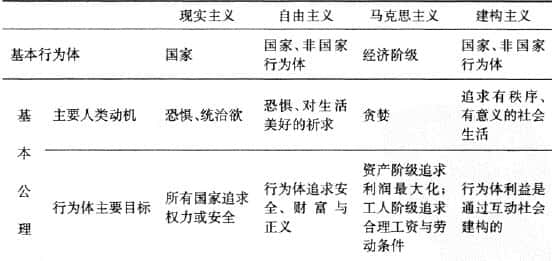 现实主义 自由主义 马克思主义 建构主义
基本行为体 国家 国家、非国家行为体 经济阶级 国家、非国家行为体
基本公理
主要人类动机 恐惧、统治欲 恐惧、对生活美好的祈求 贪婪 追求有秩序、有意义的社会生活
行为体主要目标 所有国家追求权力或安全 行为体追求安全、财富与正义 资产阶级追求利润最大化；工人阶级追求合理工资与劳动条件 行为体利益是通过互动社会建构的